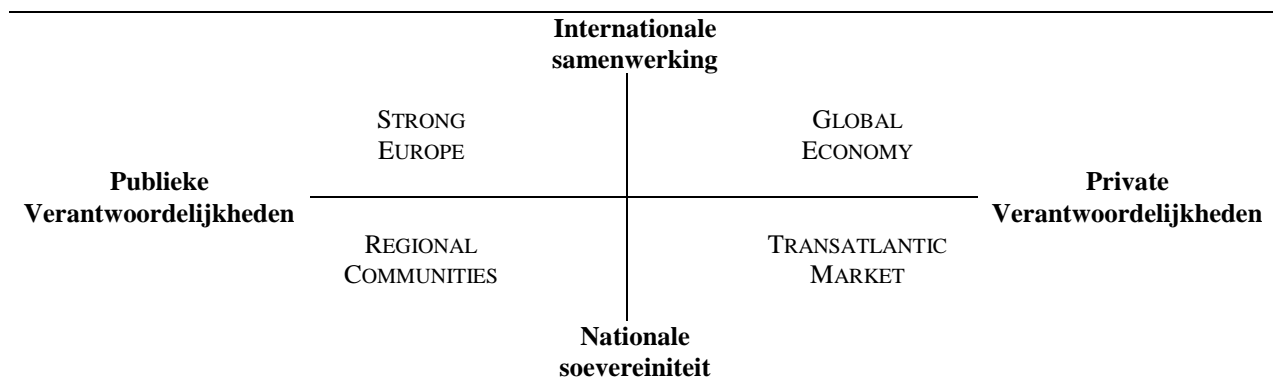 Internationale
samenwerking
STRONG
EUROPE
GLOBAL
ECONOMY
Publieke
Verantwoordelijkheden
Private
Verantwoordelijkheden
REGIONAL
COMMUNITIES
TRANSATLANTIC
MARKET
Nationale
soevereiniteit